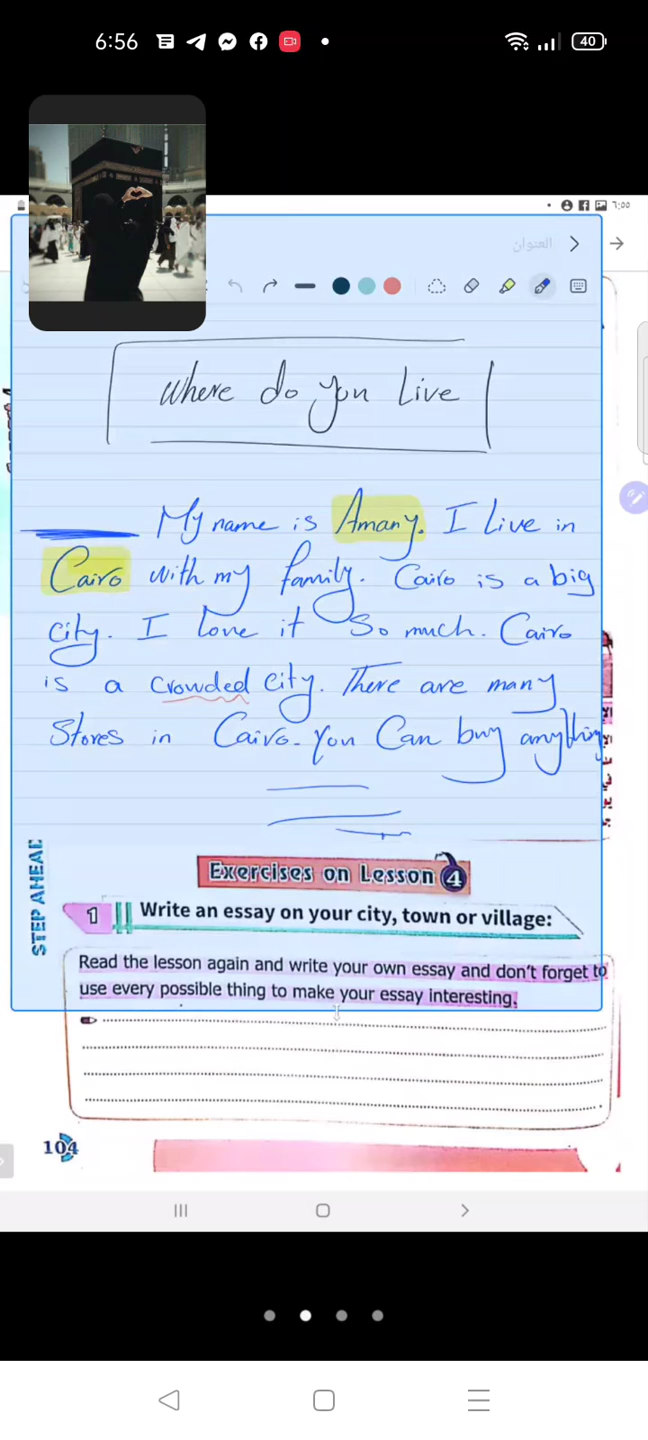 6:56
40
٦:٥٥
العنوان
Where do you Live
My name is Amany. I Live in
Cairo with my family. Cairo is a big
city. I love it so much. Cairo
is a crowded city. There are many
Stores in Cairo. You Can buy anything
STEP AHEAD
Exercises on Lesson 4
1 Write an essay on your city, town or village:
Read the lesson again and write your own essay and don't forget to
use every possible thing to make your essay interesting.
104